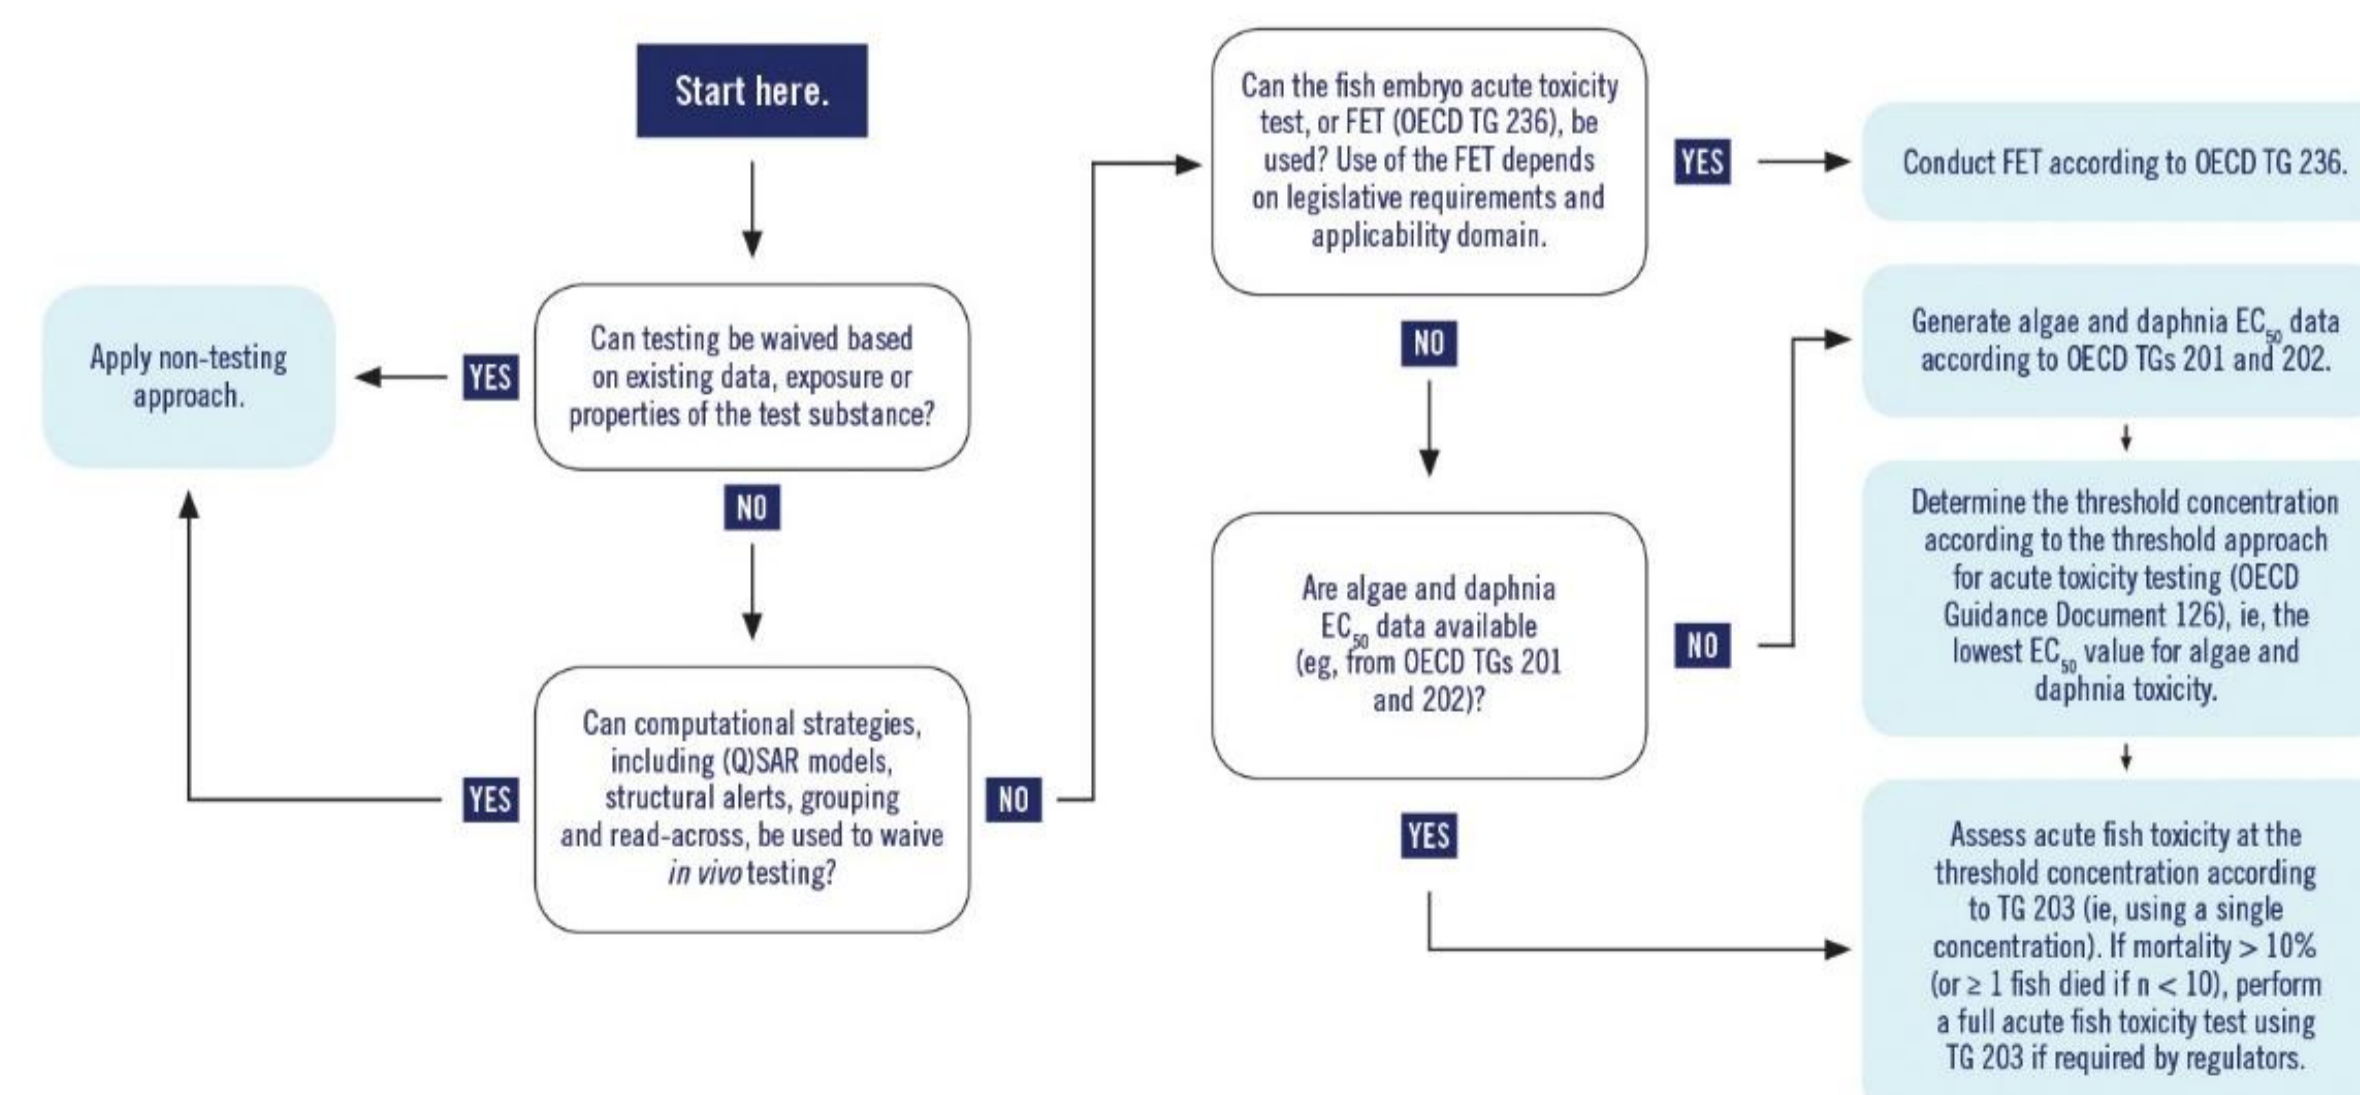 Start here.
Can testing be waived based
on existing data, exposure or
properties of the test substance?
YES
Apply non-testing
approach.
NO
Can computational strategies,
including (Q)SAR models,
structural alerts, grouping
and read-across, be used to waive
in vivo testing?
YES
NO
Can the fish embryo acute toxicity
test, or FET (OECD TG 236), be
used? Use of the FET depends
on legislative requirements and
applicability domain.
YES
Conduct FET according to OECD TG 236.
NO
Are algae and daphnia
EC50 data available
(eg, from OECD TGs 201
and 202)?
NO
Generate algae and daphnia EC50 data
according to OECD TGs 201 and 202.
Determine the threshold concentration
according to the threshold approach
for acute toxicity testing (OECD
Guidance Document 126), ie, the
lowest EC50 value for algae and
daphnia toxicity.
YES
Assess acute fish toxicity at the
threshold concentration according
to TG 203 (ie, using a single
concentration). If mortality > 10%
(or ≥ 1 fish died if n < 10), perform
a full acute fish toxicity test using
TG 203 if required by regulators.